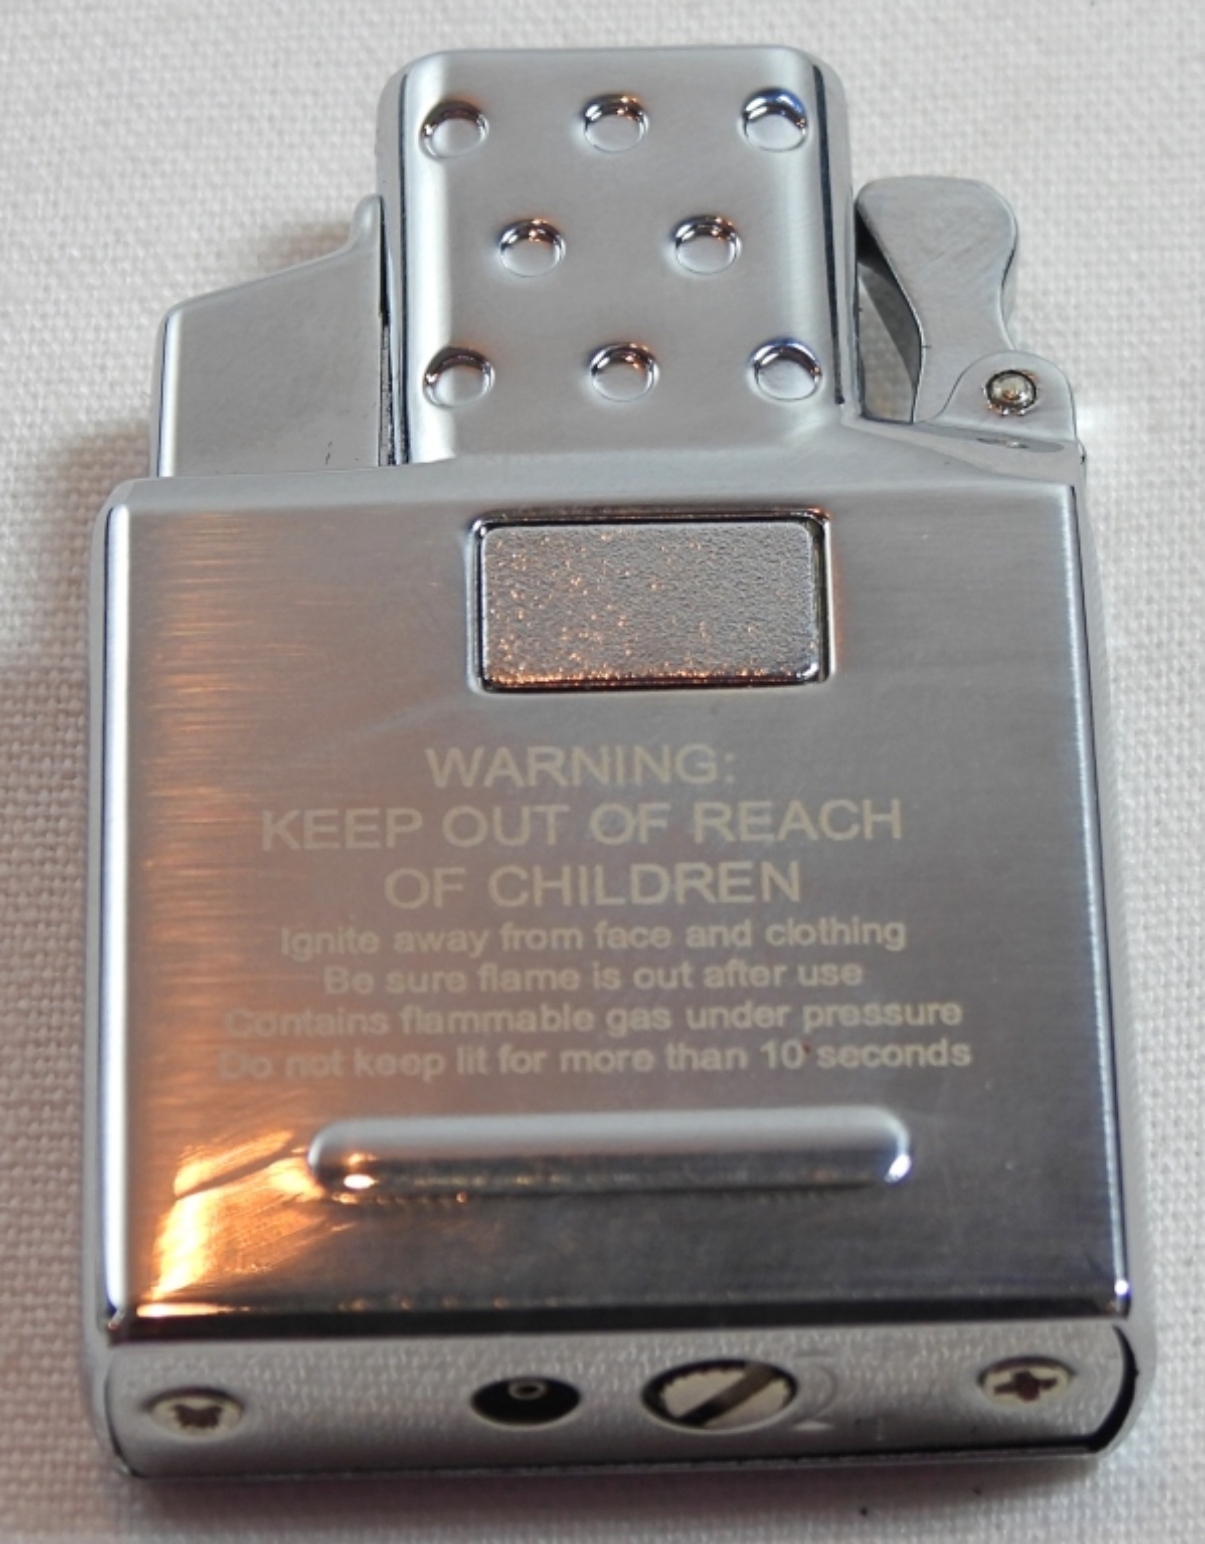 WARNING:
KEEP OUT OF REACH
OF CHILDREN
Ignite away from face and clothing
Be sure flame is out after use
Contains flammable gas under pressure
Do not keep lit for more than 10 seconds